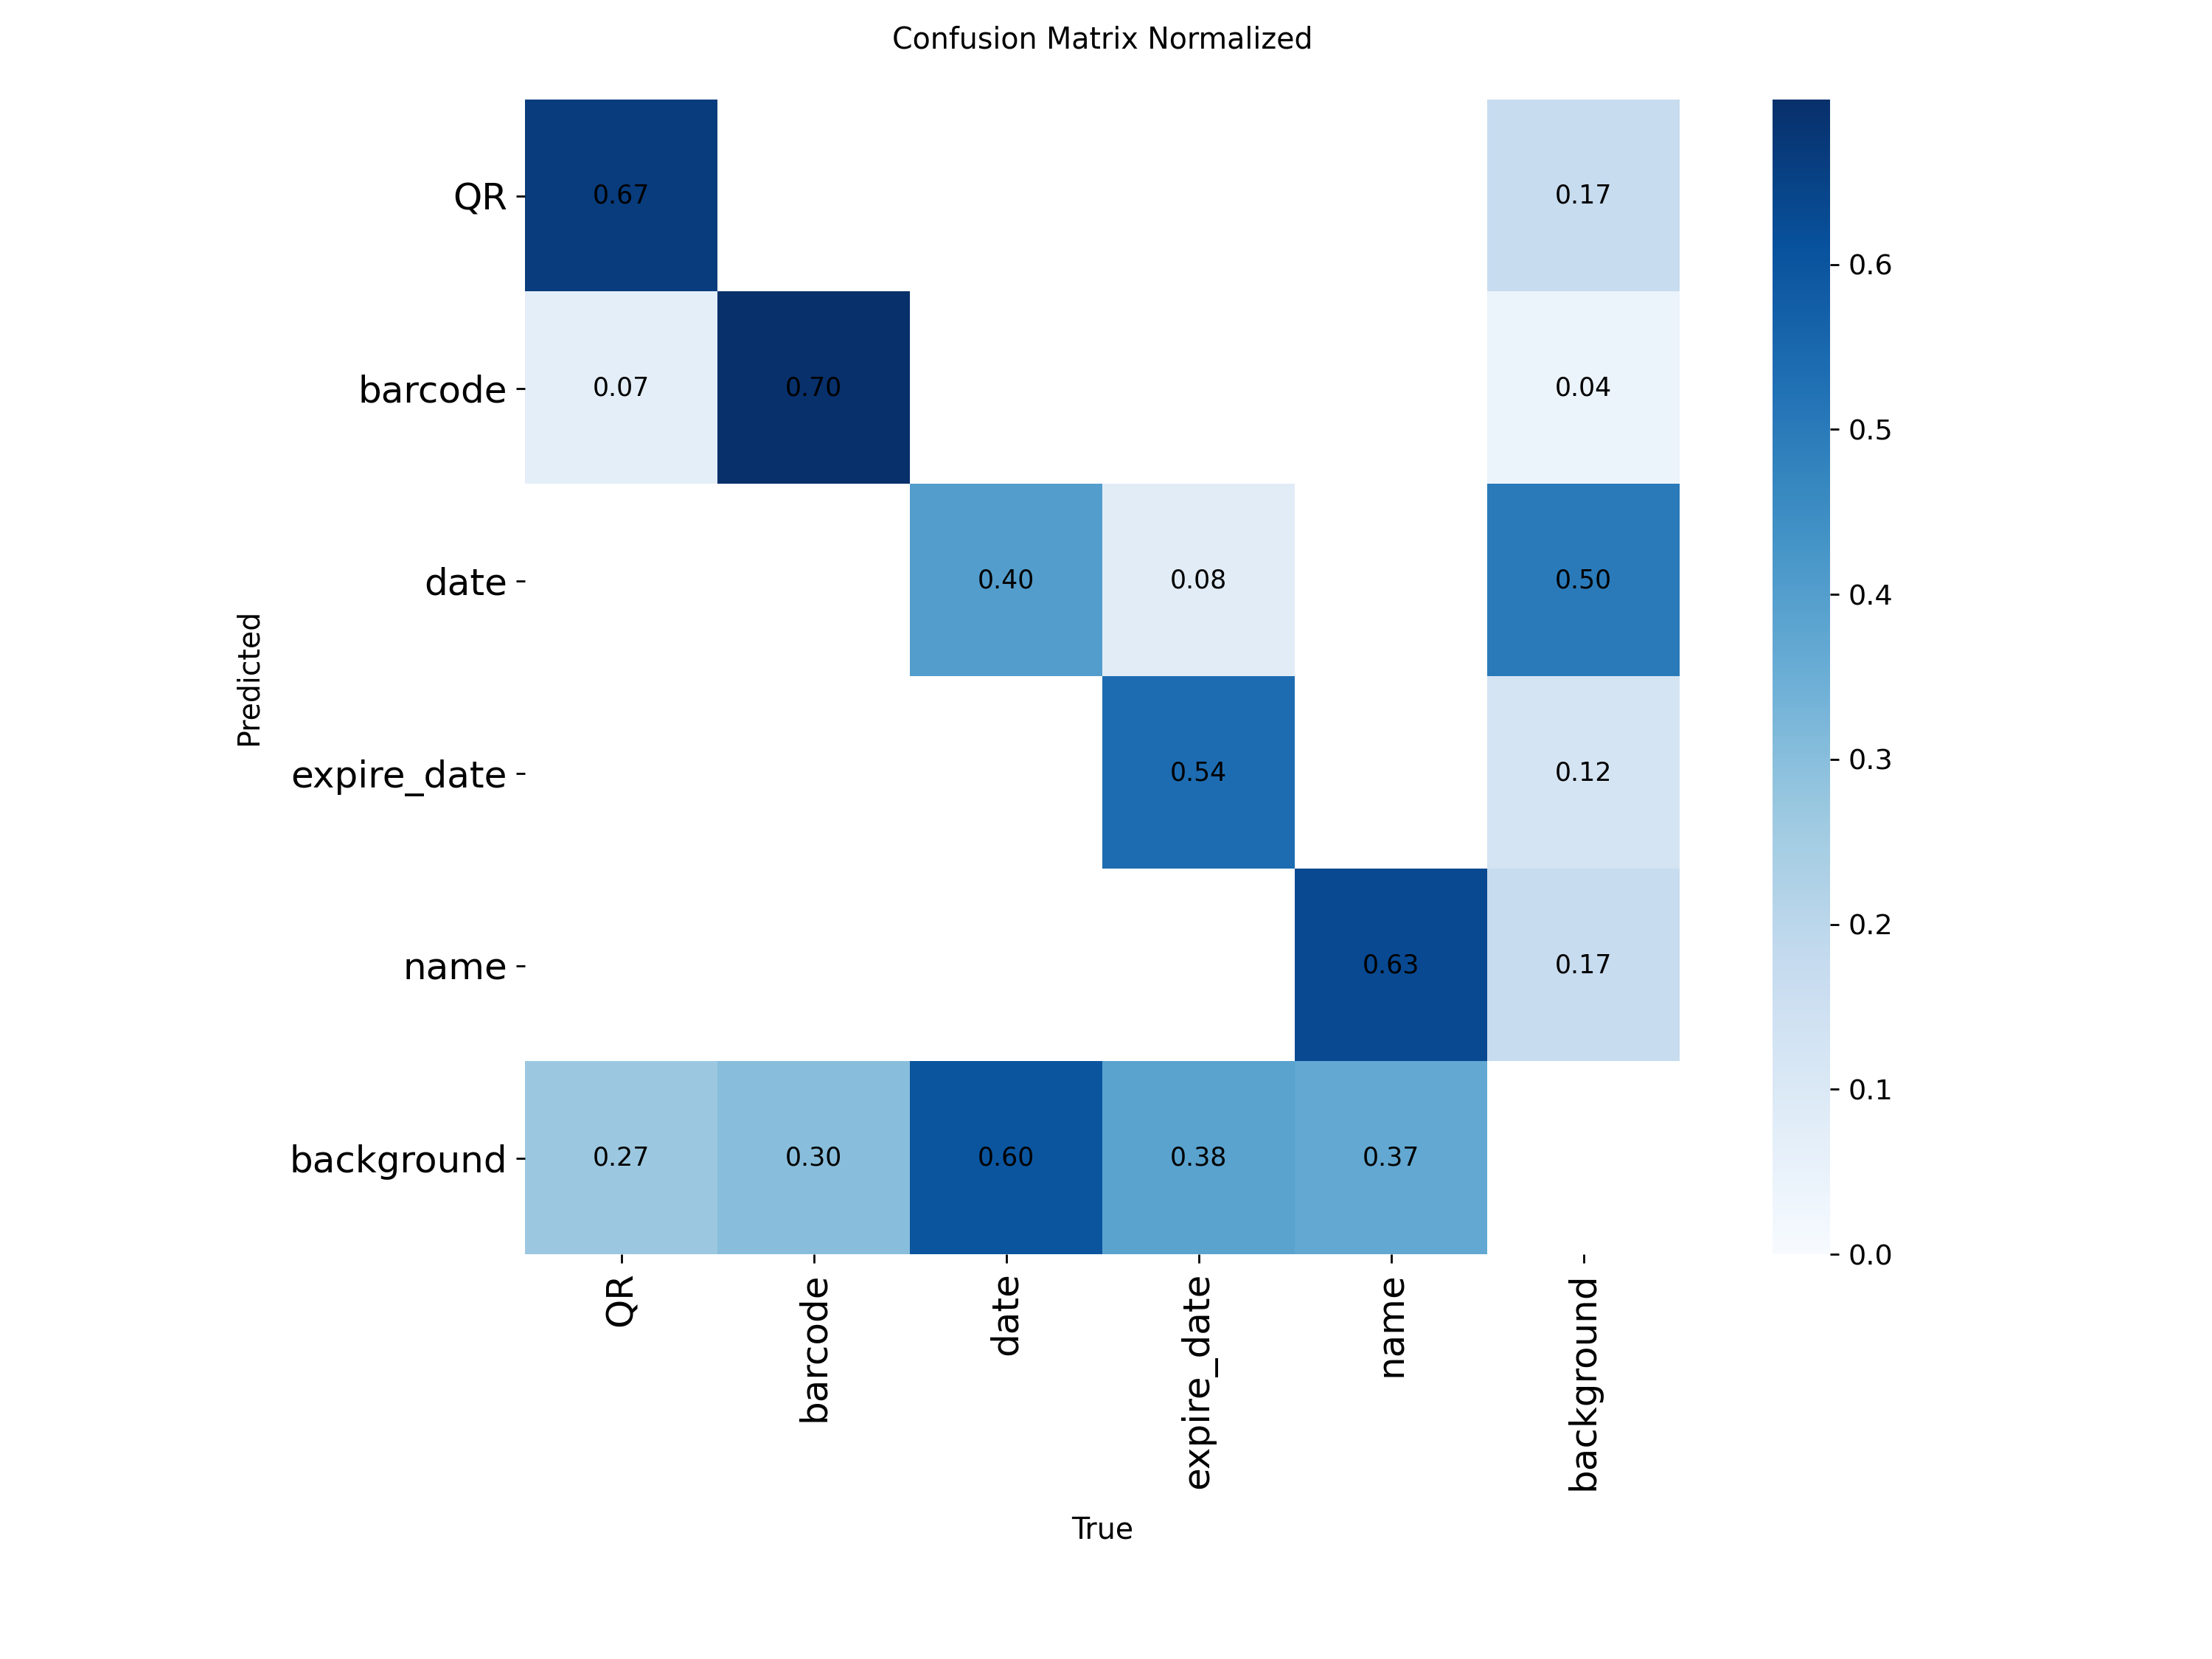 Confusion Matrix Normalized
QR
0.67
0.17
barcode
0.07 0.70 0.04
date
0.40 0.08 0.50
expire_date
0.54 0.12
name
0.63 0.17
background
0.27 0.30 0.60 0.38 0.37
Predicted
QR
barcode
date
expire_date
name
background
True
0.6
0.5
0.4
0.3
0.2
0.1
0.0